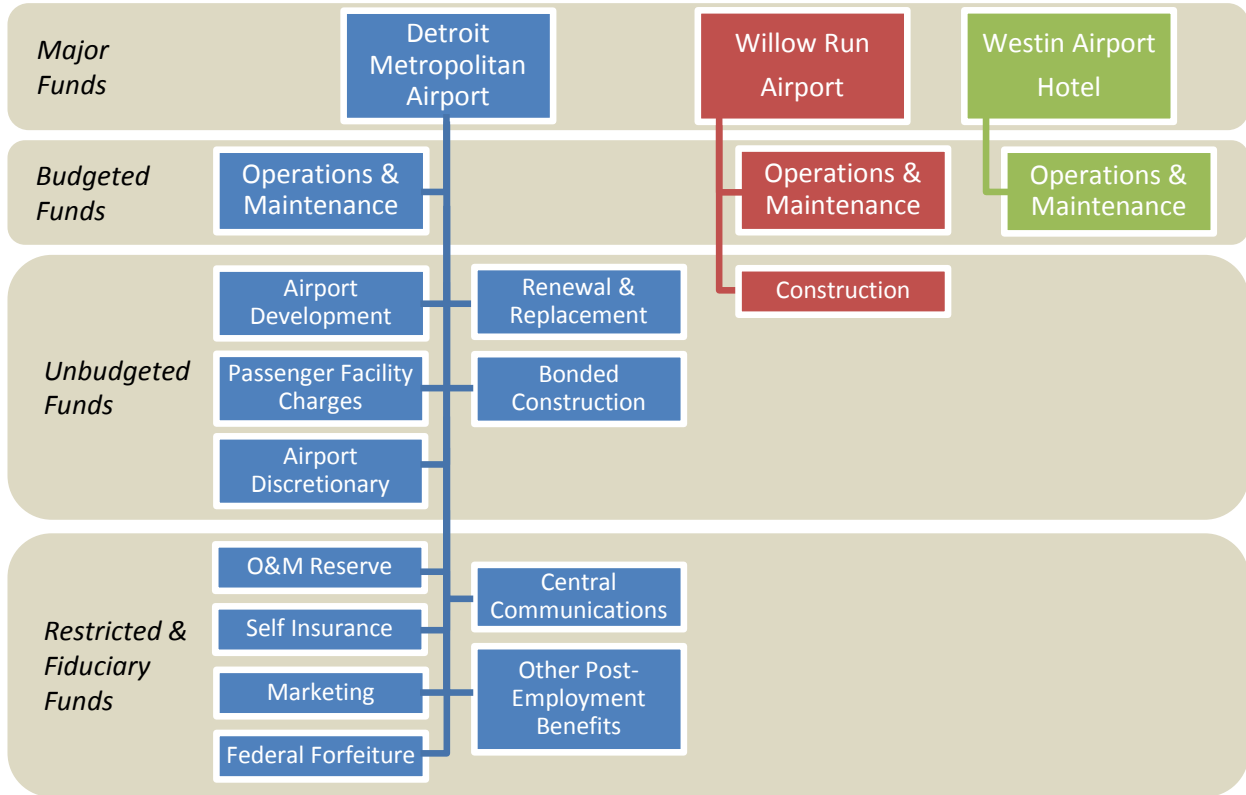 Major
Funds
Detroit
Metropolitan
Airport
Willow Run
Airport
Westin Airport
Hotel
Budgeted
Funds
Operations &
Maintenance
Operations &
Maintenance
Operations &
Maintenance
Unbudgeted
Funds
Airport
Development
Renewal &
Replacement
Construction
Passenger Facility
Charges
Bonded
Construction
Airport
Discretionary
Restricted &
Fiduciary
Funds
O&M Reserve
Central
Communications
Self Insurance
Marketing
Other Post-
Employment
Benefits
Federal Forfeiture